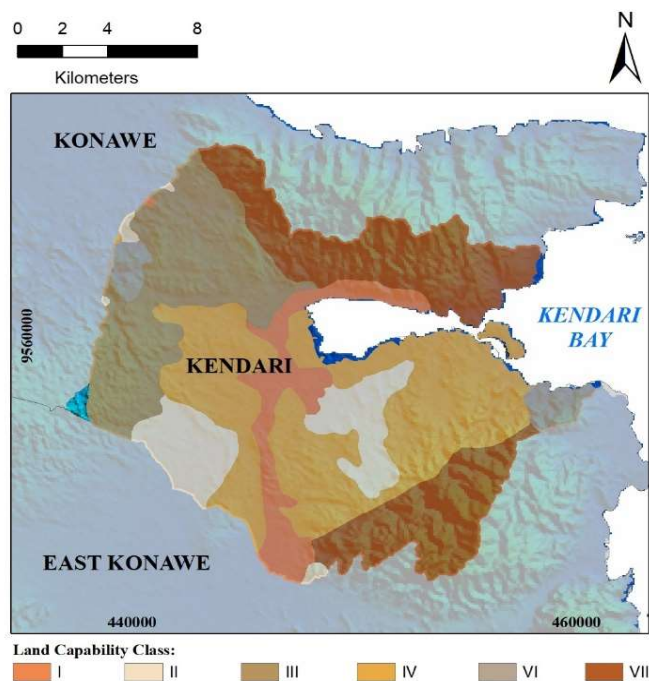 0 2 4 8
Kilometers
N
KONAWE
9560000
KENDARI
BAY
KENDARI
EAST KONAWE
440000
460000
Land Capability Class:
I II III IV VI VII